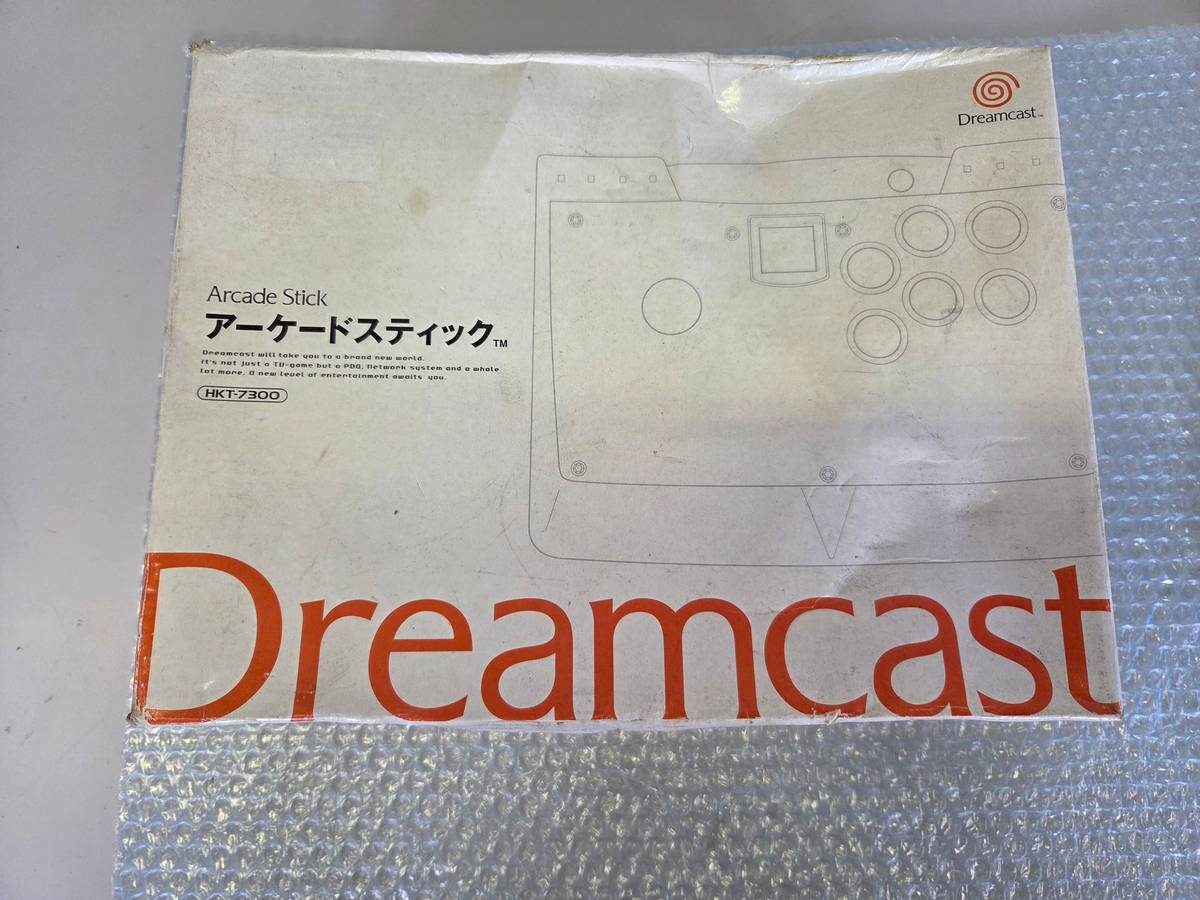 Dreamcast™
Arcade Stick
アーケードスティック™
Dreamcast will take you to a brand new world.
It's not just a TV-game but a PDA, Network system and a whole
lot more. A new level of entertainment awaits you.
HKT-7300
Dreamcast